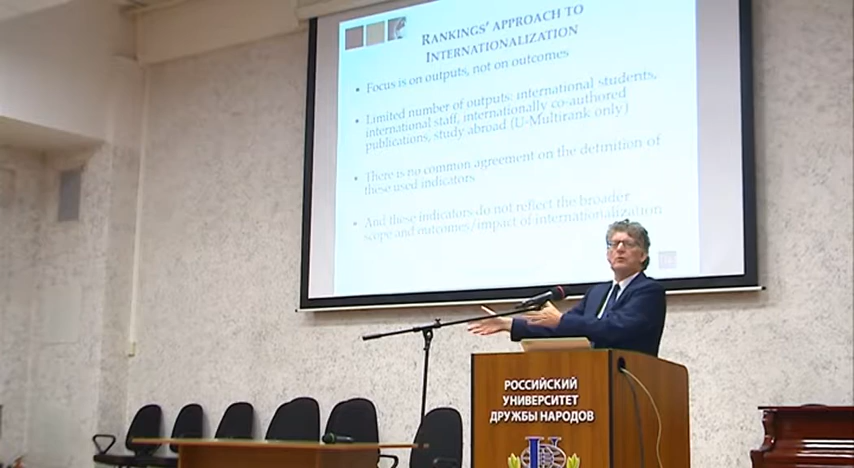 RANKINGS' APPROACH TO
INTERNATIONALIZATION
• Focus is on outputs, not on outcomes
• Limited number of outputs: international students,
international staff, internationally co-authored
publications, study abroad (U-Multirank only)
• There is no common agreement on the definition of
these used indicators
• And these indicators do not reflect the broader
scope and outcomes/impact of internationalization
РОССИЙСКИЙ
УНИВЕРСИТЕТ
ДРУЖБЫ НАРОДОВ